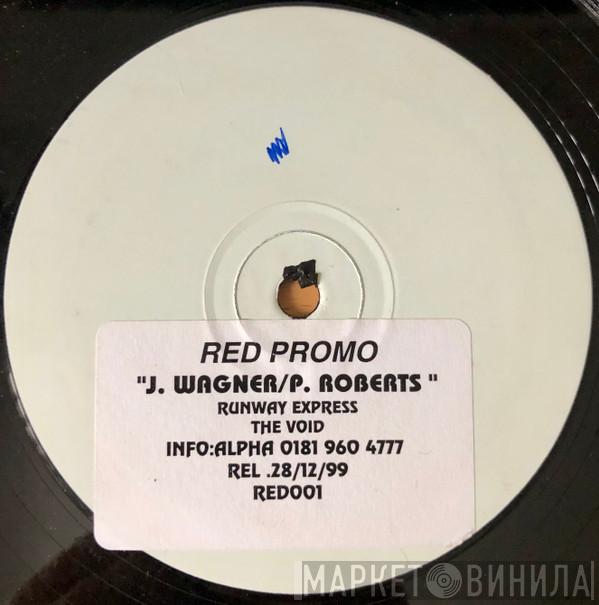 RED PROMO
"J. WAGNER/P. ROBERTS "
RUNWAY EXPRESS
THE VOID
INFO:ALPHA 0181 960 4777
REL .28/12/99
RED001
МАРКЕТ ВИНИЛА